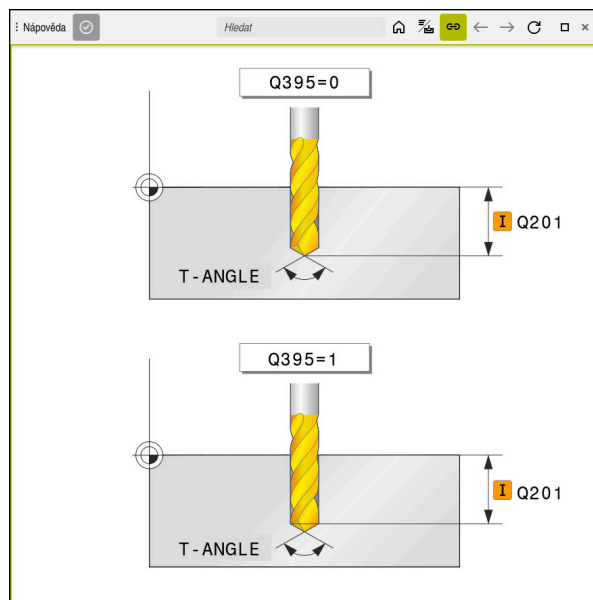 Nápověda
Hledat
Q395=0
I Q201
T-ANGLE
Q395=1
I Q201
T-ANGLE